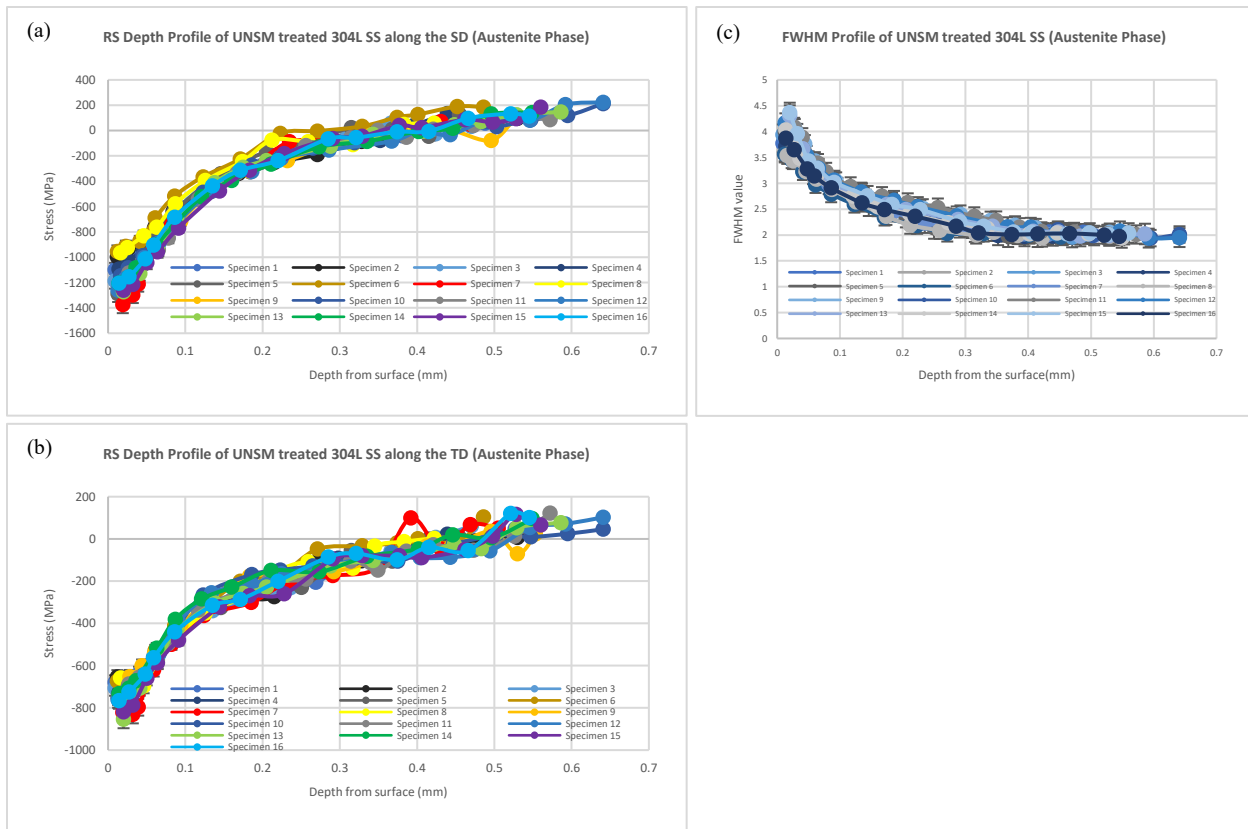 (a)
RS Depth Profile of UNSM treated 304L SS along the SD (Austenite Phase)
400
200
0
-200
-400
-600
-800
-1000
-1200
-1400
-1600
Stress (MPa)
Specimen 1 Specimen 2 Specimen 3 Specimen 4
Specimen 5 Specimen 6 Specimen 7 Specimen 8
Specimen 9 Specimen 10 Specimen 11 Specimen 12
Specimen 13 Specimen 14 Specimen 15 Specimen 16
0 0.1 0.2 0.3 0.4 0.5 0.6 0.7
Depth from surface (mm)
(c)
FWHM Profile of UNSM treated 304L SS (Austenite Phase)
5
4.5
4
3.5
3
2.5
2
1.5
1
0.5
0
FWHM value
Specimen 1 Specimen 2 Specimen 3 Specimen 4
Specimen 5 Specimen 6 Specimen 7 Specimen 8
Specimen 9 Specimen 10 Specimen 11 Specimen 12
Specimen 13 Specimen 14 Specimen 15 Specimen 16
0 0.1 0.2 0.3 0.4 0.5 0.6 0.7
Depth from the surface(mm)
(b)
RS Depth Profile of UNSM treated 304L SS along the TD (Austenite Phase)
200
0
-200
-400
-600
-800
-1000
Stress (MPa)
Specimen 1 Specimen 2 Specimen 3
Specimen 4 Specimen 5 Specimen 6
Specimen 7 Specimen 8 Specimen 9
Specimen 10 Specimen 11 Specimen 12
Specimen 13 Specimen 14 Specimen 15
Specimen 16
0 0.1 0.2 0.3 0.4 0.5 0.6 0.7
Depth from surface (mm)